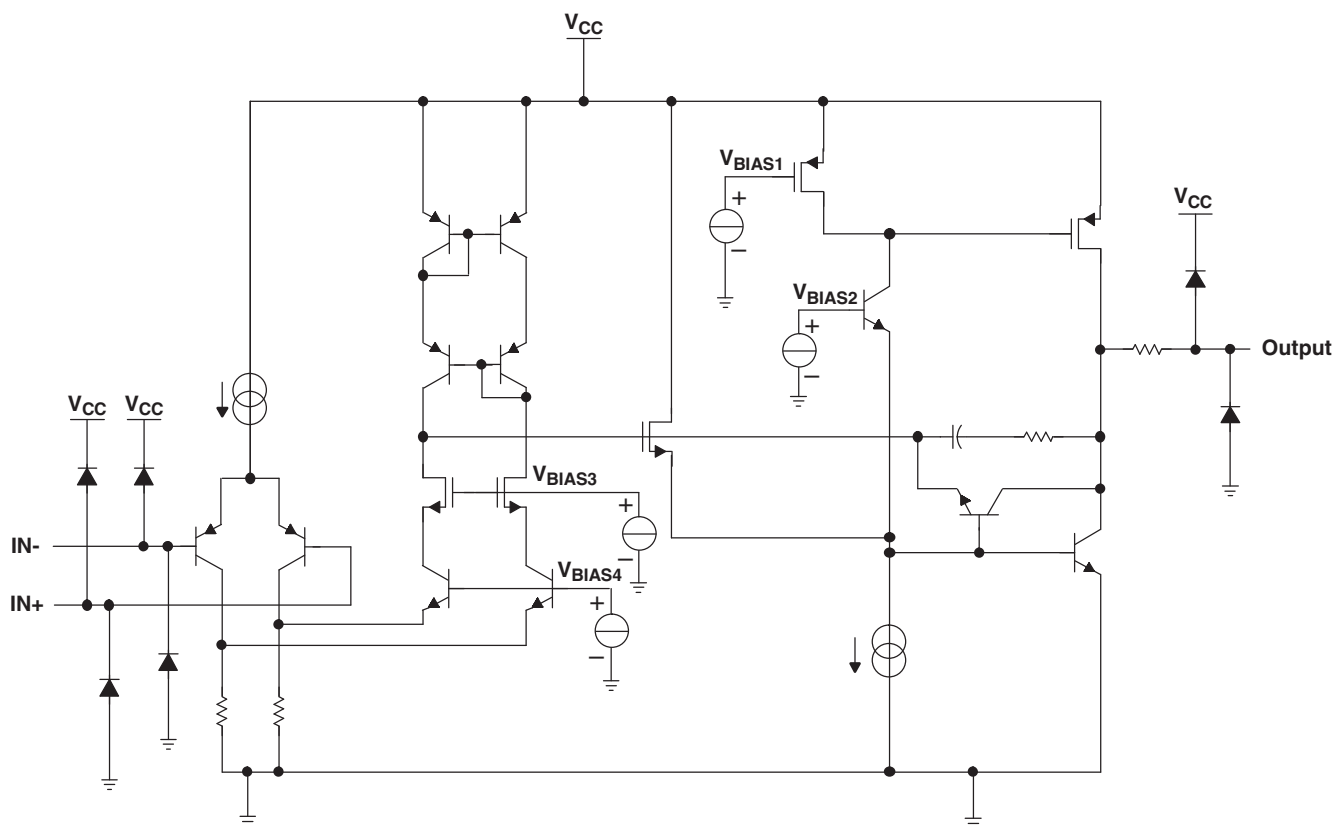 VCC
VBIAS1
VCC
VBIAS2
Output
VCC
VCC
VBIAS3
IN-
VBIAS4
IN+